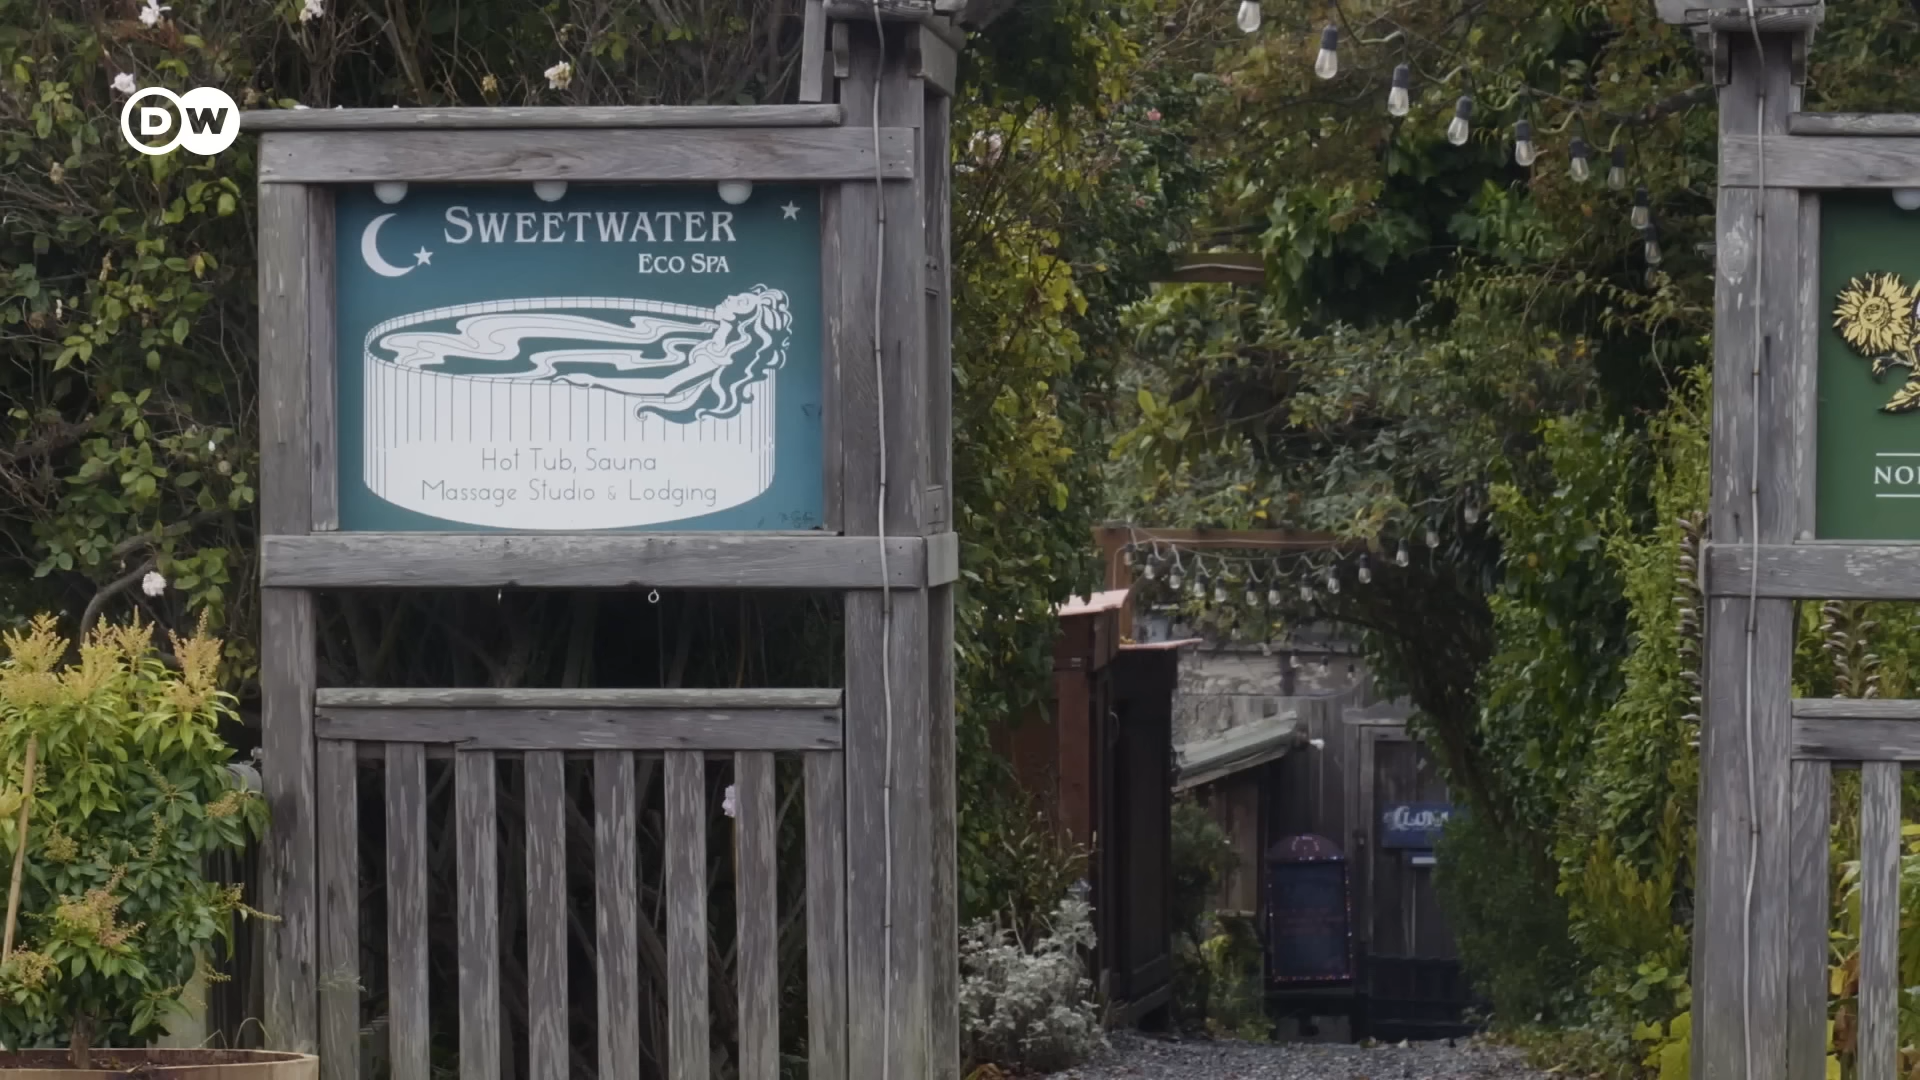 DW
SWEETWATER
ECO SPA
Hot Tub, Sauna
Massage Studio & Lodging